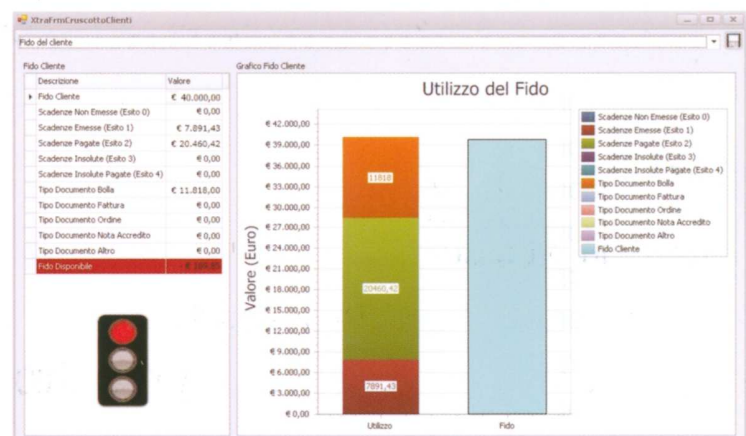 XtraFrmCruscottoClienti
Fido del cliente
Fido Cliente
Descrizione Valore
Fido Cliente € 40.000,00
Scadenze Non Emesse (Esito 0) € 0,00
Scadenze Emesse (Esito 1) € 7.891,43
Scadenze Pagate (Esito 2) € 20.460,42
Scadenze Insolute (Esito 3) € 0,00
Scadenze Insolute Pagate (Esito 4) € 0,00
Tipo Documento Bolla € 11.818,00
Tipo Documento Fattura € 0,00
Tipo Documento Ordine € 0,00
Tipo Documento Nota Accredito € 0,00
Tipo Documento Altro € 0,00
Fido Disponibile
Grafico Fido Cliente
Utilizzo del Fido
Valore (Euro)
€ 42.000,00
€ 39.000,00
€ 36.000,00
€ 33.000,00
€ 30.000,00
€ 27.000,00
€ 24.000,00
€ 21.000,00
€ 18.000,00
€ 15.000,00
€ 12.000,00
€ 9.000,00
€ 6.000,00
€ 3.000,00
€ 0,00
11818
20460,42
7891,43
Utilizzo
Fido
Scadenze Non Emesse (Esito 0)
Scadenze Emesse (Esito 1)
Scadenze Pagate (Esito 2)
Scadenze Insolute (Esito 3)
Scadenze Insolute Pagate (Esito 4)
Tipo Documento Bolla
Tipo Documento Fattura
Tipo Documento Ordine
Tipo Documento Nota Accredito
Tipo Documento Altro
Fido Cliente